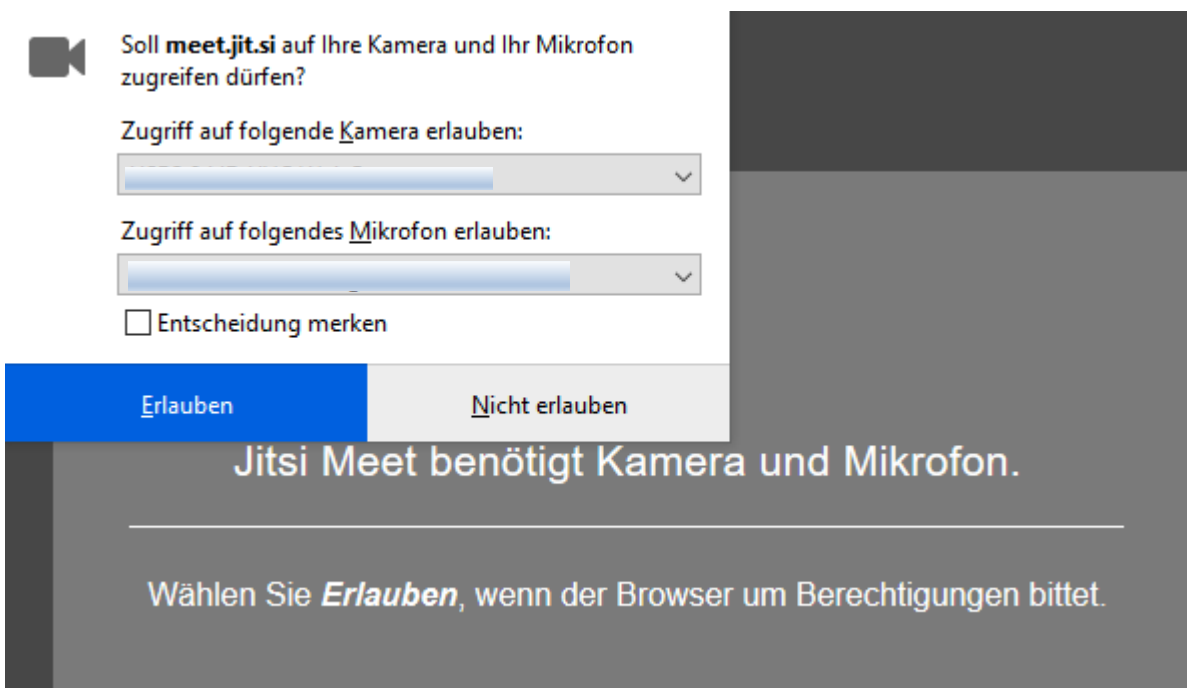 Soll meet.jit.si auf Ihre Kamera und Ihr Mikrofon
zugreifen dürfen?
Zugriff auf folgende Kamera erlauben:
Zugriff auf folgendes Mikrofon erlauben:
Entscheidung merken
Erlauben
Nicht erlauben
Jitsi Meet benötigt Kamera und Mikrofon.
Wählen Sie Erlauben, wenn der Browser um Berechtigungen bittet.